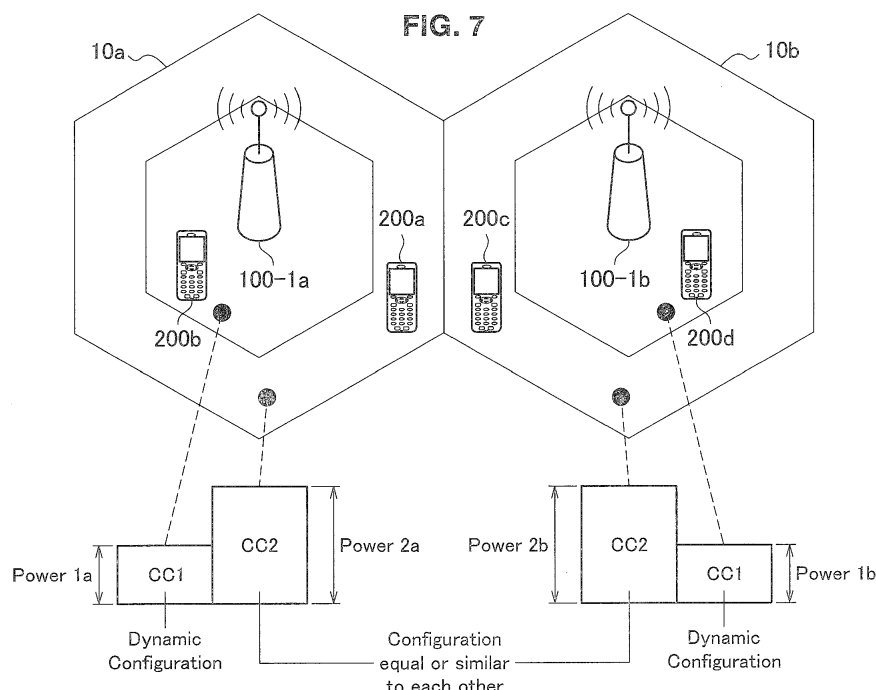 FIG. 7
10a
10b
200a
200c
100-1a
100-1b
200b
200d
CC2
CC2
Power 2a
Power 2b
Power 1a
CC1
CC1
Power 1b
Dynamic
Configuration
Configuration
equal or similar
to each other
Dynamic
Configuration